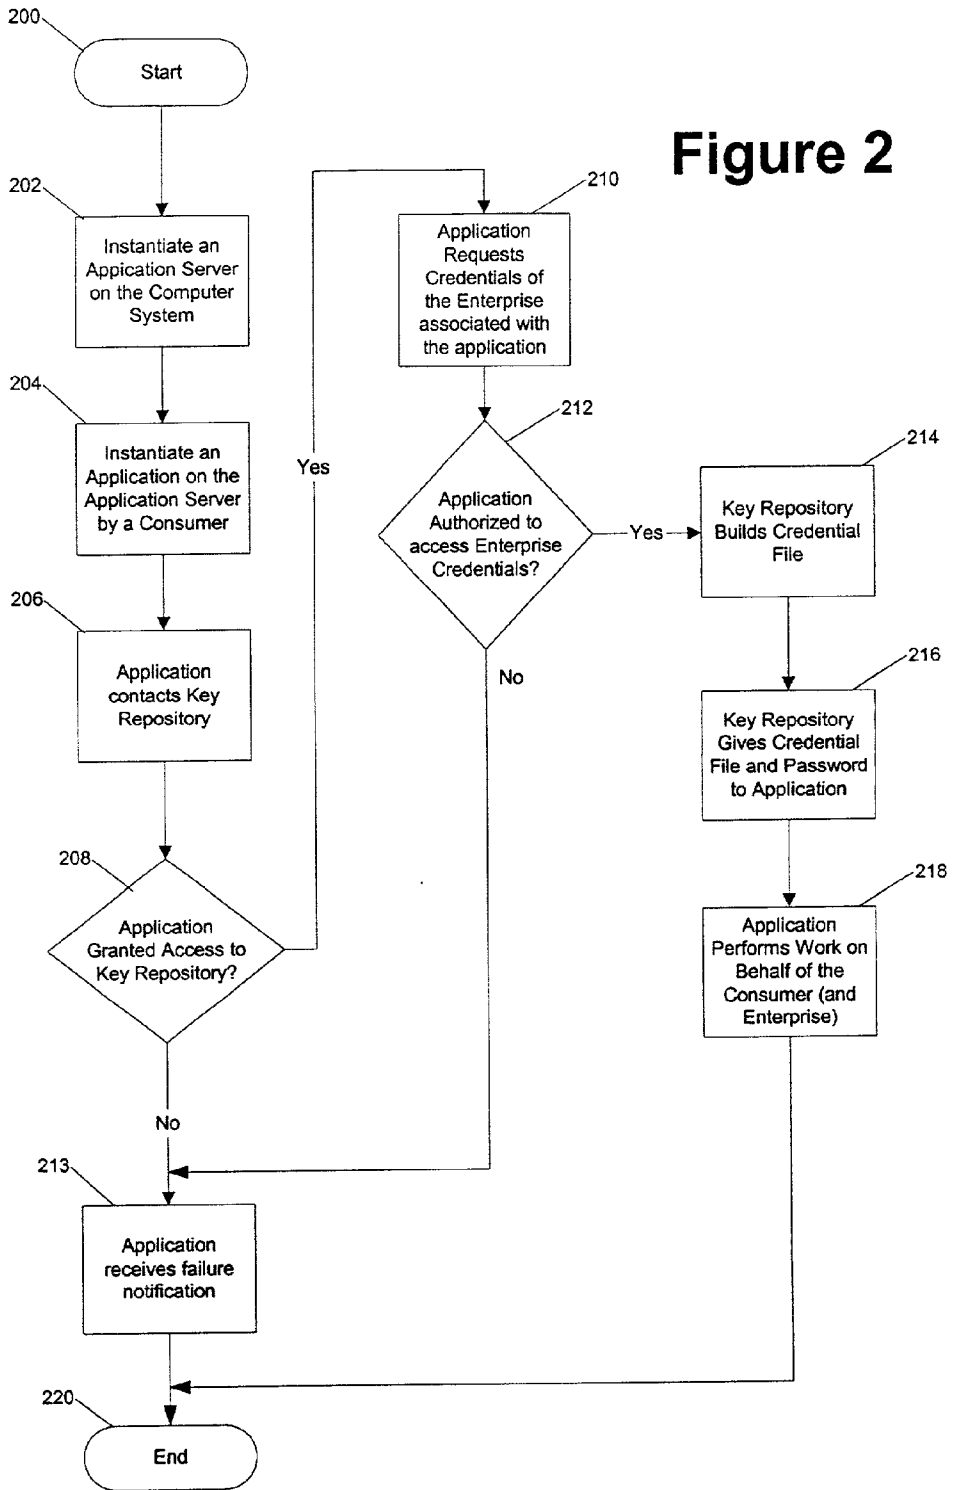 200
Start
Figure 2
202
Instantiate an
Appication Server
on the Computer
System
204
Instantiate an
Application on the
Application Server
by a Consumer
206
Application
contacts Key
Repository
208
Application
Granted Access to
Key Repository?
Yes
No
210
Application
Requests
Credentials of
the Enterprise
associated with
the application
212
Application
Authorized to
access Enterprise
Credentials?
Yes
No
213
Application
receives failure
notification
214
Key Repository
Builds Credential
File
216
Key Repository
Gives Credential
File and Password
to Application
218
Application
Performs Work on
Behalf of the
Consumer (and
Enterprise)
220
End